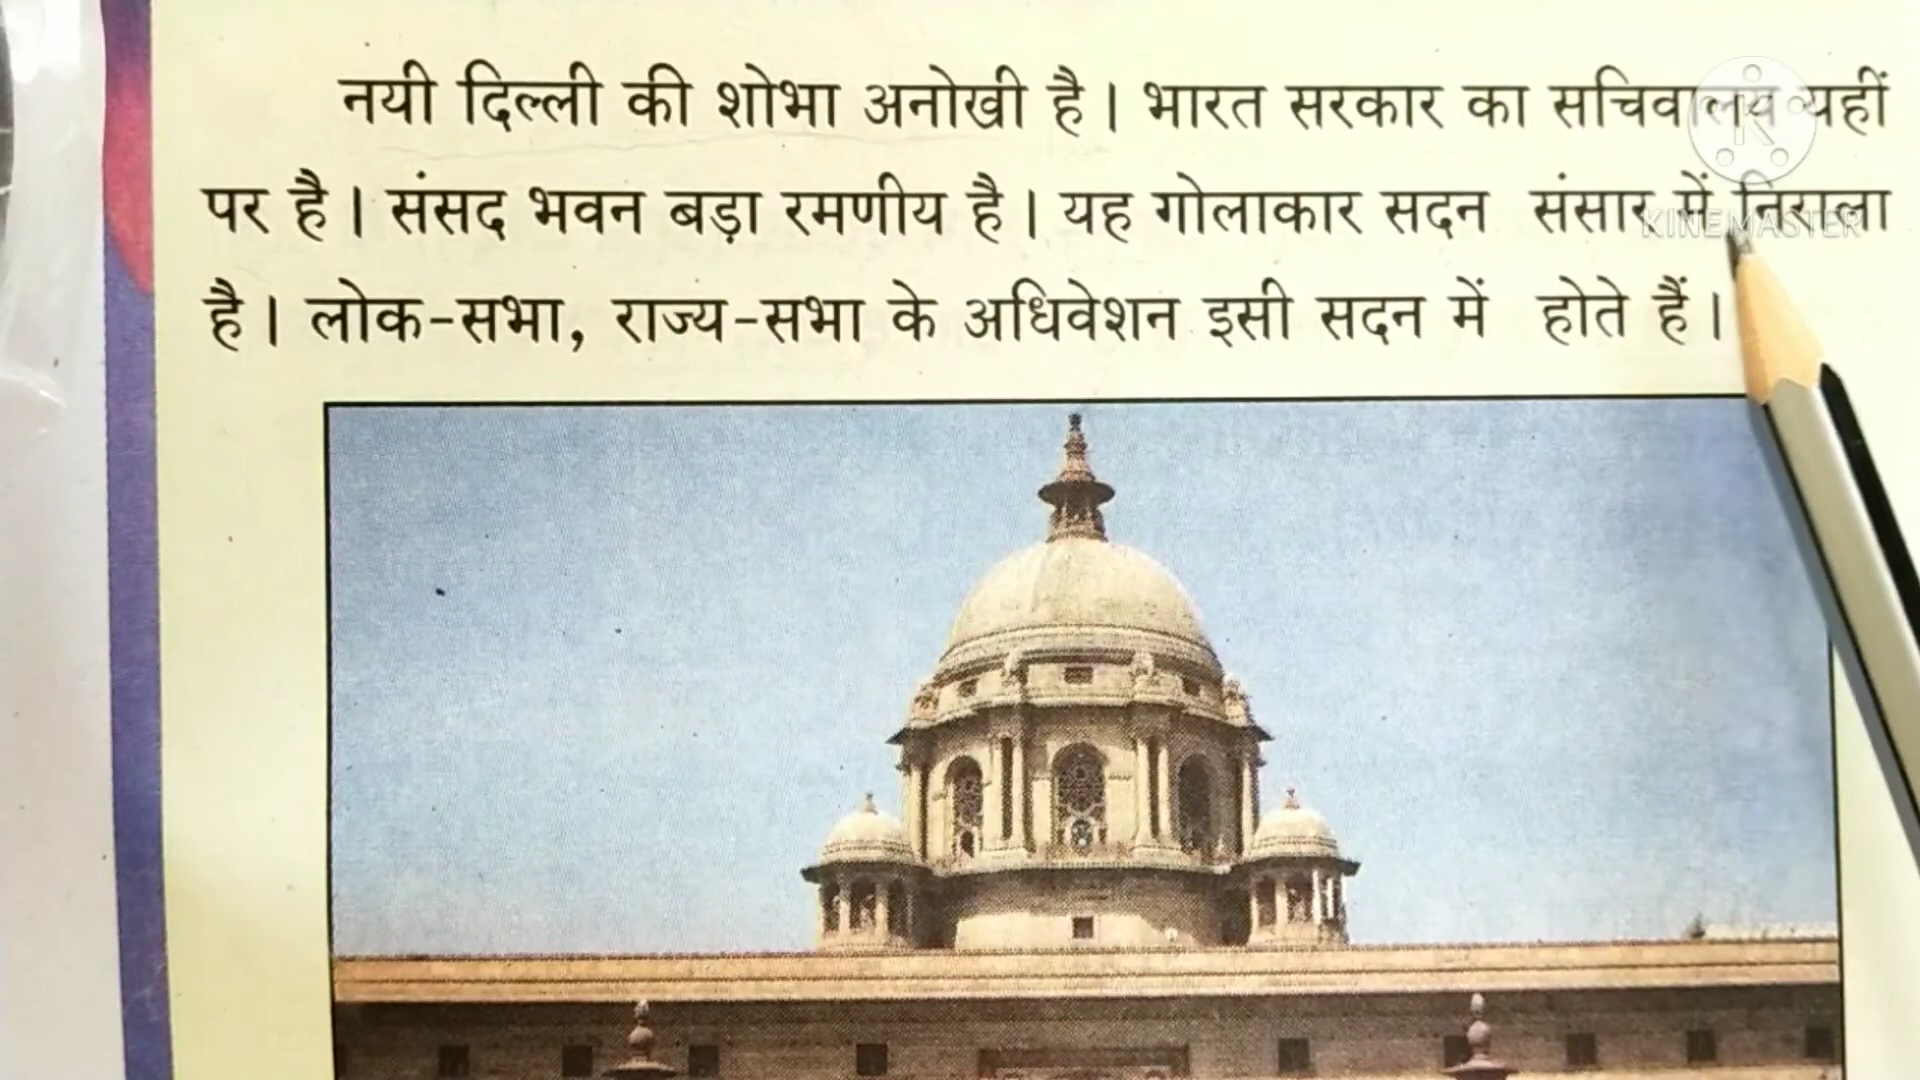 नयी दिल्ली की शोभा अनोखी है। भारत सरकार का सचिवालय यहीं
पर है। संसद भवन बड़ा रमणीय है। यह गोलाकार सदन संसार में निराला
है। लोक-सभा, राज्य-सभा के अधिवेशन इसी सदन में होते हैं।
KINEMASTER